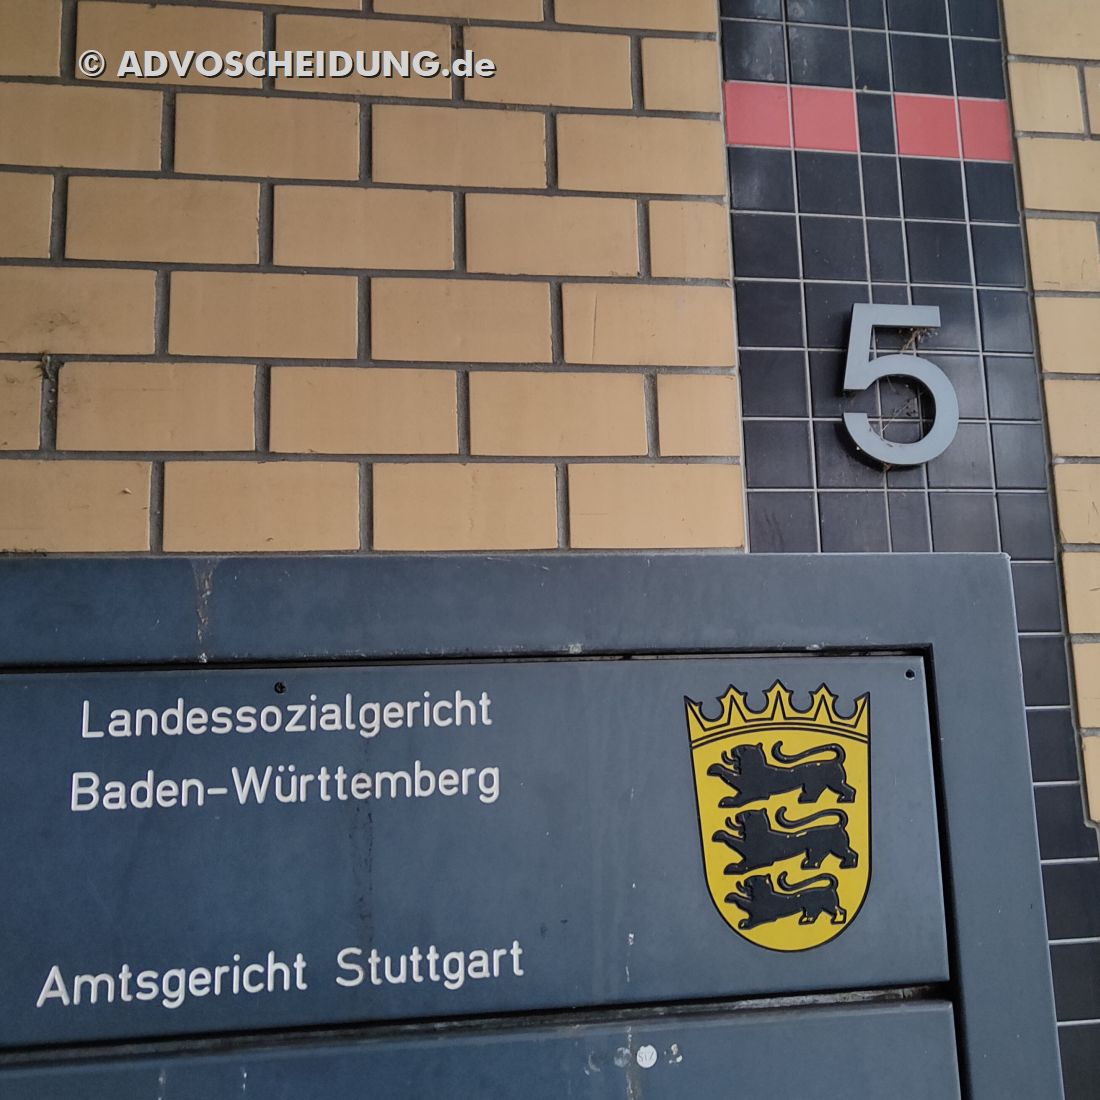 © ADVOSCHEIDUNG.de
5
Landessozialgericht
Baden-Württemberg
Amtsgericht Stuttgart